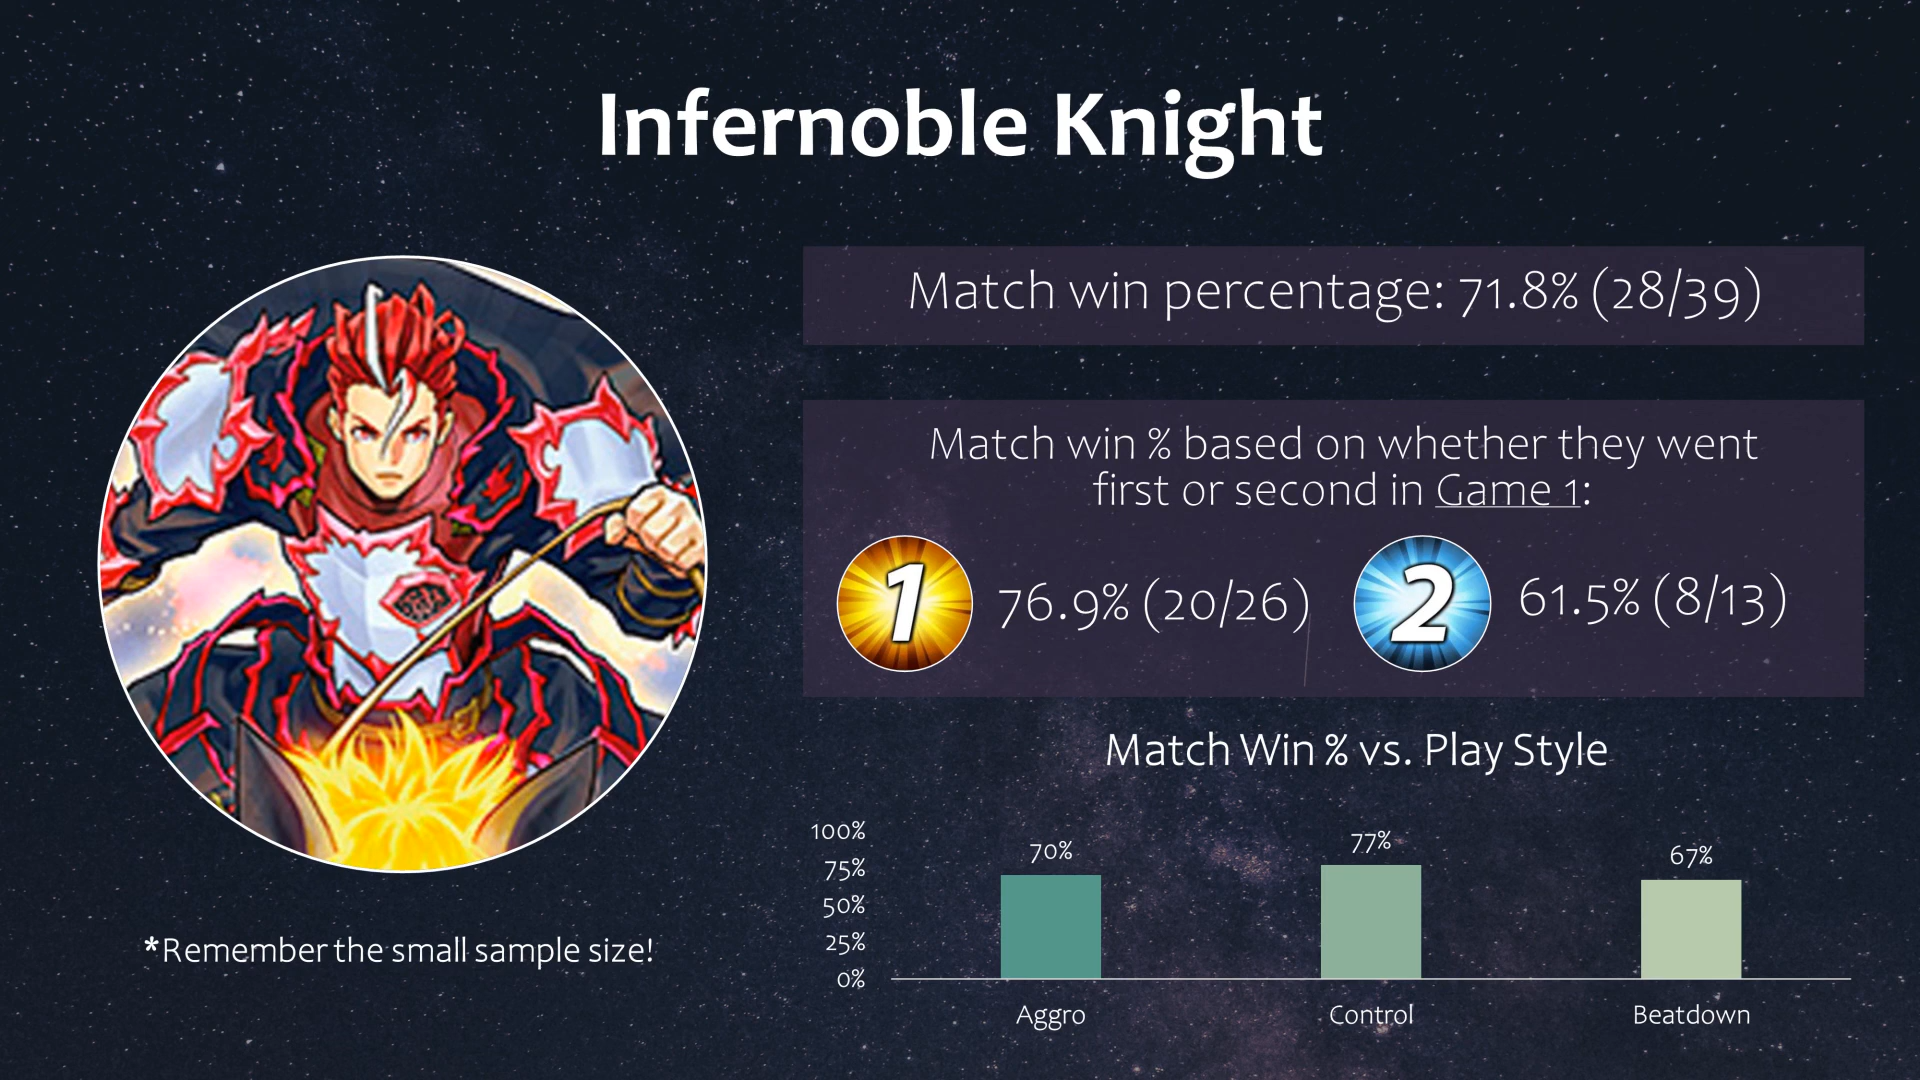 Infernoble Knight
Match win percentage: 71.8% (28/39)
Match win % based on whether they went
first or second in Game 1:
1 76.9% (20/26) 2 61.5% (8/13)
Match Win % vs. Play Style
100%
75%
50%
25%
0%
70% 77% 67%
Aggro Control Beatdown
*Remember the small sample size!